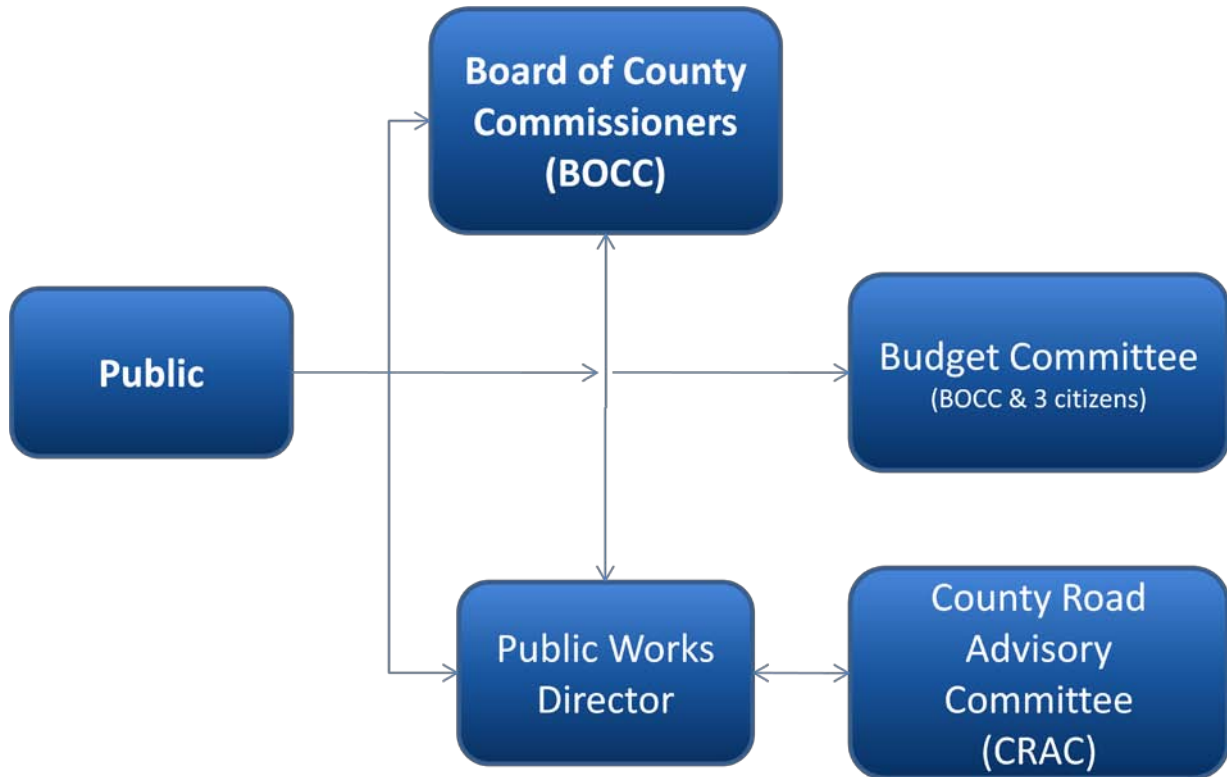 Board of County
Commissioners
(BOCC)
Public
Budget Committee
(BOCC & 3 citizens)
Public Works
Director
County Road
Advisory
Committee
(CRAC)